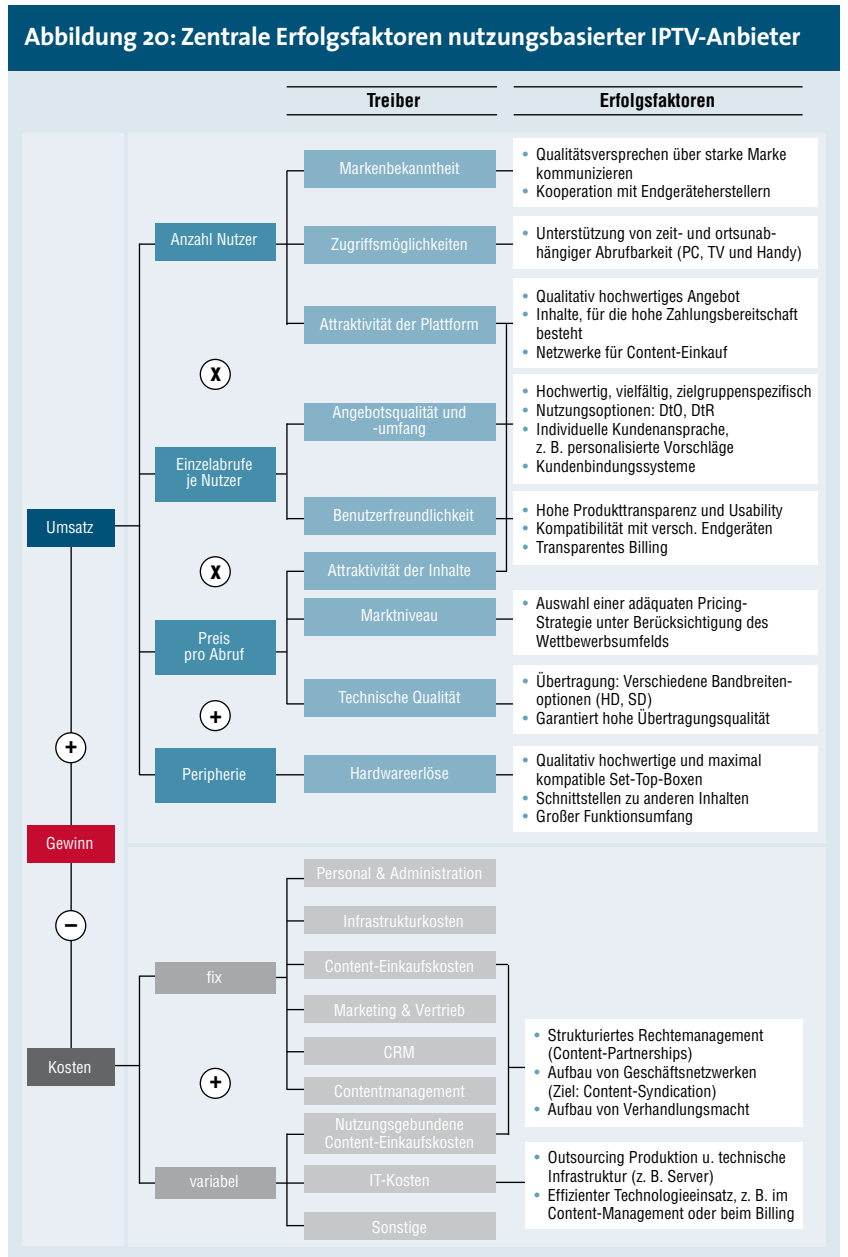 Abbildung 20: Zentrale Erfolgsfaktoren nutzungsbasierter IPTV-Anbieter
Treiber
Erfolgsfaktoren
Umsatz
+
Gewinn
–
Kosten
Anzahl Nutzer
x
Einzelabrufe
je Nutzer
x
Preis
pro Abruf
+
Peripherie
Markenbekanntheit
• Qualitätsversprechen über starke Marke
kommunizieren
• Kooperation mit Endgeräteherstellern
Zugriffsmöglichkeiten
• Unterstützung von zeit- und ortsunab-
hängiger Abrufbarkeit (PC, TV und Handy)
Attraktivität der Plattform
• Qualitativ hochwertiges Angebot
• Inhalte, für die hohe Zahlungsbereitschaft
besteht
• Netzwerke für Content-Einkauf
Angebotsqualität und
-umfang
• Hochwertig, vielfältig, zielgruppenspezifisch
• Nutzungsoptionen: DtO, DtR
• Individuelle Kundenansprache,
z. B. personalisierte Vorschläge
• Kundenbindungssysteme
Benutzerfreundlichkeit
• Hohe Produkttransparenz und Usability
• Kompatibilität mit versch. Endgeräten
• Transparentes Billing
Attraktivität der Inhalte
Marktniveau
• Auswahl einer adäquaten Pricing-
Strategie unter Berücksichtigung des
Wettbewerbsumfelds
Technische Qualität
• Übertragung: Verschiedene Bandbreiten-
optionen (HD, SD)
• Garantiert hohe Übertragungsqualität
Hardwareerlöse
• Qualitativ hochwertige und maximal
kompatible Set-Top-Boxen
• Schnittstellen zu anderen Inhalten
• Großer Funktionsumfang
fix
+
variabel
Personal & Administration
Infrastrukturkosten
Content-Einkaufskosten
Marketing & Vertrieb
CRM
Contentmanagement
Nutzungsgebundene
Content-Einkaufskosten
IT-Kosten
Sonstige
• Strukturiertes Rechtemanagement
(Content-Partnerships)
• Aufbau von Geschäftsnetzwerken
(Ziel: Content-Syndication)
• Aufbau von Verhandlungsmacht
• Outsourcing Produktion u. technische
Infrastruktur (z. B. Server)
• Effizienter Technologieeinsatz, z. B. im
Content-Management oder beim Billing